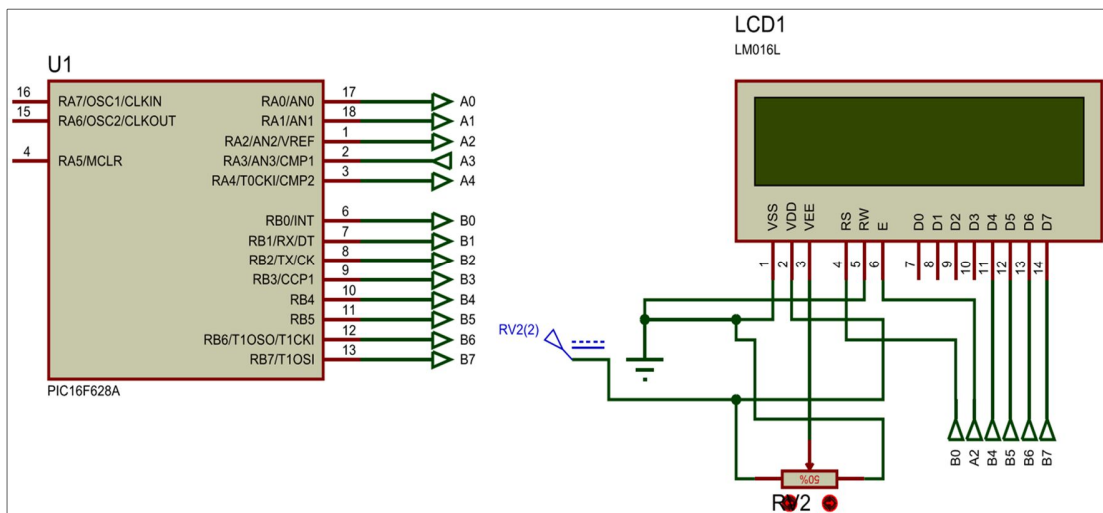 LCD1
LM016L
U1
16 RA7/OSC1/CLKIN RA0/AN0 17 A0
15 RA6/OSC2/CLKOUT RA1/AN1 18 A1
RA2/AN2/VREF 1 A2
4 RA5/MCLR RA3/AN3/CMP1 2 A3
RA4/T0CKI/CMP2 3 A4
RB0/INT 6 B0
RB1/RX/DT 7 B1
RB2/TX/CK 8 B2
RB3/CCP1 9 B3
RB4 10 B4
RB5 11 B5
RB6/T1OSO/T1CKI 12 B6
RB7/T1OSI 13 B7
PIC16F628A
VSS VDD VEE RS RW E D0 D1 D2 D3 D4 D5 D6 D7
1 2 3 4 5 6 7 8 9 10 11 12 13 14
RV2(2)
B0 A2 B4 B5 B6 B7
50%
RV2